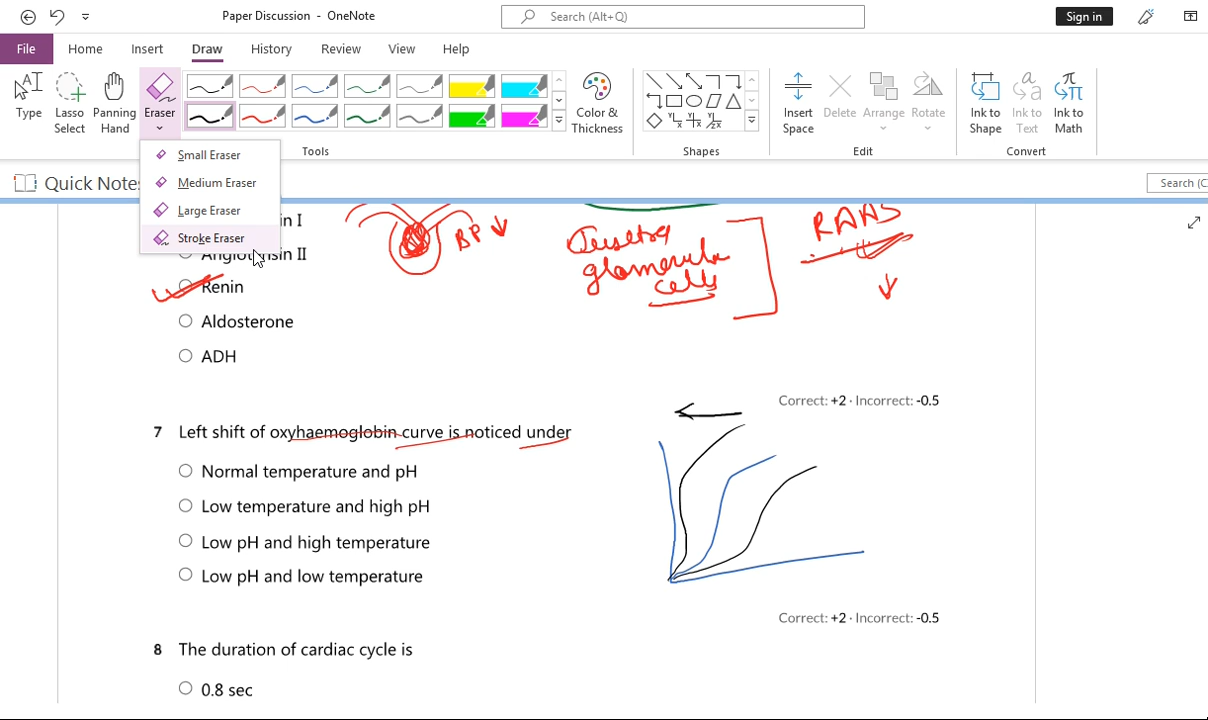 Paper Discussion - OneNote
Search (Alt+Q)
Sign in
File Home Insert Draw History Review View Help
Type
Lasso Select
Panning Hand
Eraser
Color & Thickness
Insert Space
Delete
Arrange
Rotate
Ink to Shape
Ink to Text
Ink to Math
Tools
Shapes
Edit
Convert
Small Eraser
Medium Eraser
Large Eraser
Stroke Eraser
Quick Notes
Search (C
in I
Angiotensin II
Renin
Aldosterone
ADH
BP
glomerula
cells
RAAS
Correct: +2 · Incorrect: -0.5
7 Left shift of oxyhaemoglobin curve is noticed under
Normal temperature and pH
Low temperature and high pH
Low pH and high temperature
Low pH and low temperature
Correct: +2 · Incorrect: -0.5
8 The duration of cardiac cycle is
0.8 sec